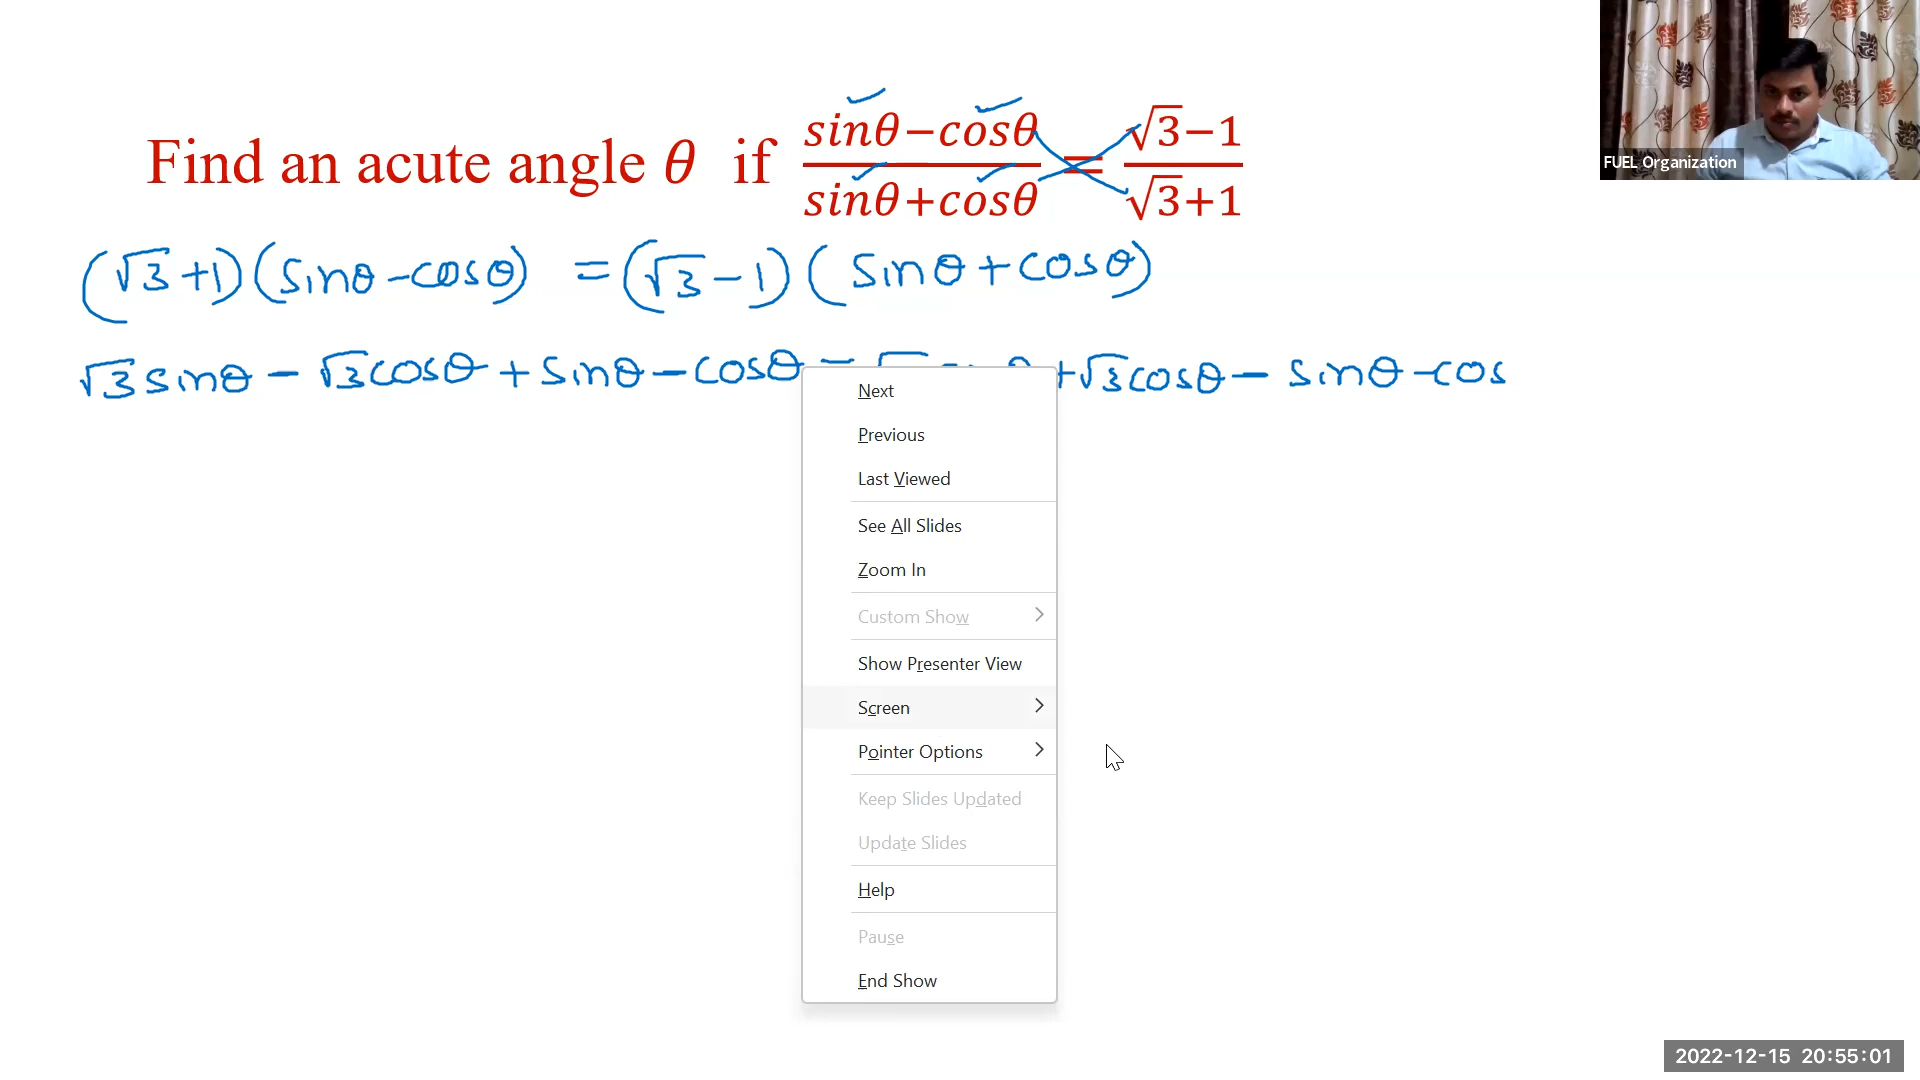 Find an acute angle θ if (sinθ−cosθ)/(sinθ+cosθ) = (√3−1)/(√3+1)
FUEL Organization
(√3+1)(sinθ-cosθ) = (√3-1)(sinθ+cosθ)
√3sinθ - √3cosθ + sinθ - cosθ = +√3cosθ - sinθ - cos
Next
Previous
Last Viewed
See All Slides
Zoom In
Custom Show
Show Presenter View
Screen
Pointer Options
Keep Slides Updated
Update Slides
Help
Pause
End Show
2022-12-15 20:55:01